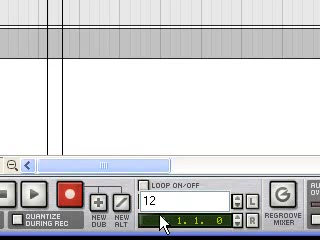 LOOP ON/OFF
12 L
1. 1. 0 R
QUANTIZE
DURING REC
NEW
DUB
NEW
ALT
REGROOVE
MIXER